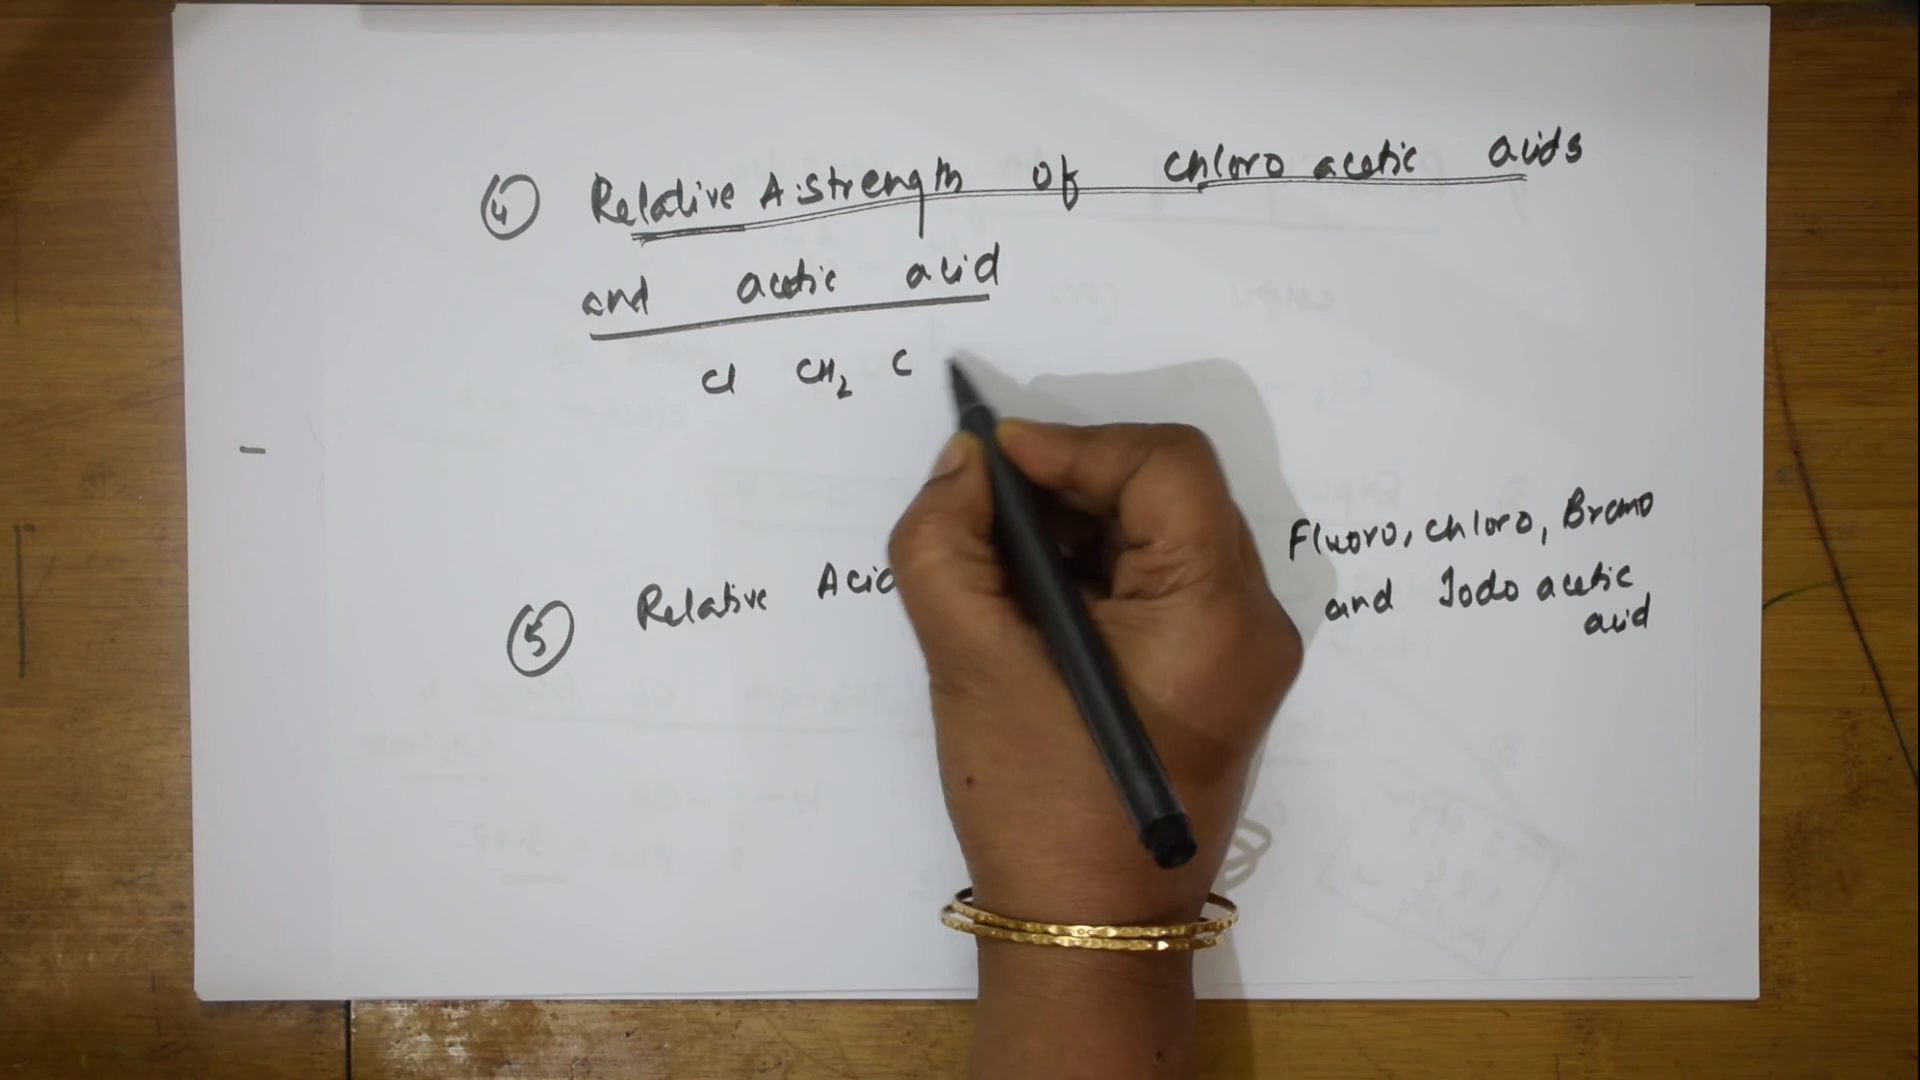 4 Relative A.strength of chloro acetic acids
and acetic acid
Cl CH2 C
5 Relative Acid
Fluoro, chloro, Bromo
and Iodo acetic
acid